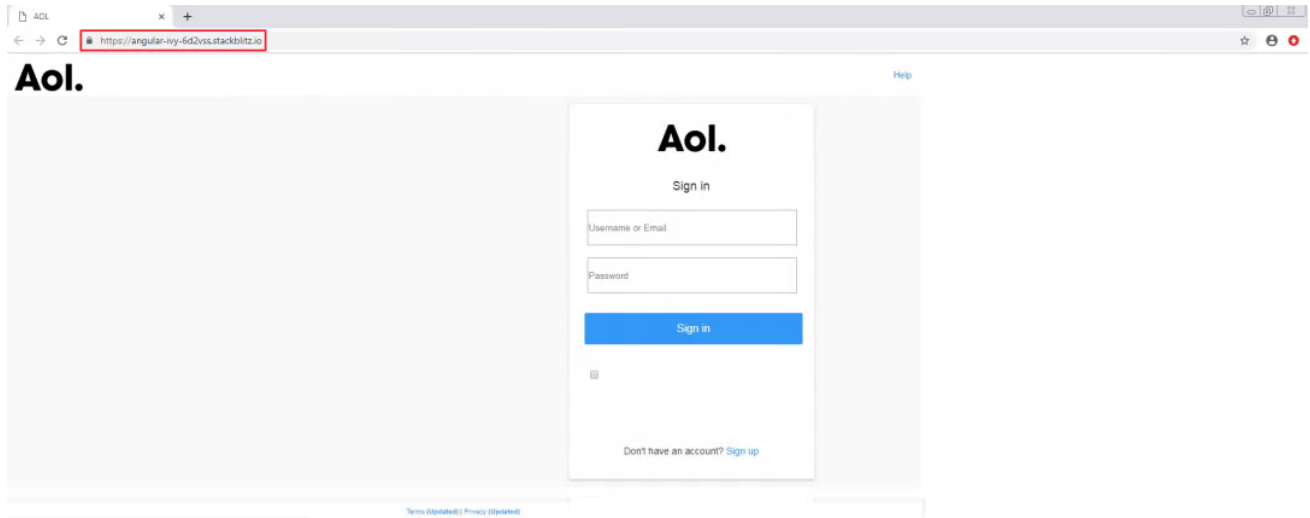 AOL
https://angular-ivy-6d2vss.stackblitz.io
Aol.
Help
Aol.
Sign in
Username or Email
Password
Sign in
Don't have an account? Sign up
Terms (Updated) | Privacy (Updated)